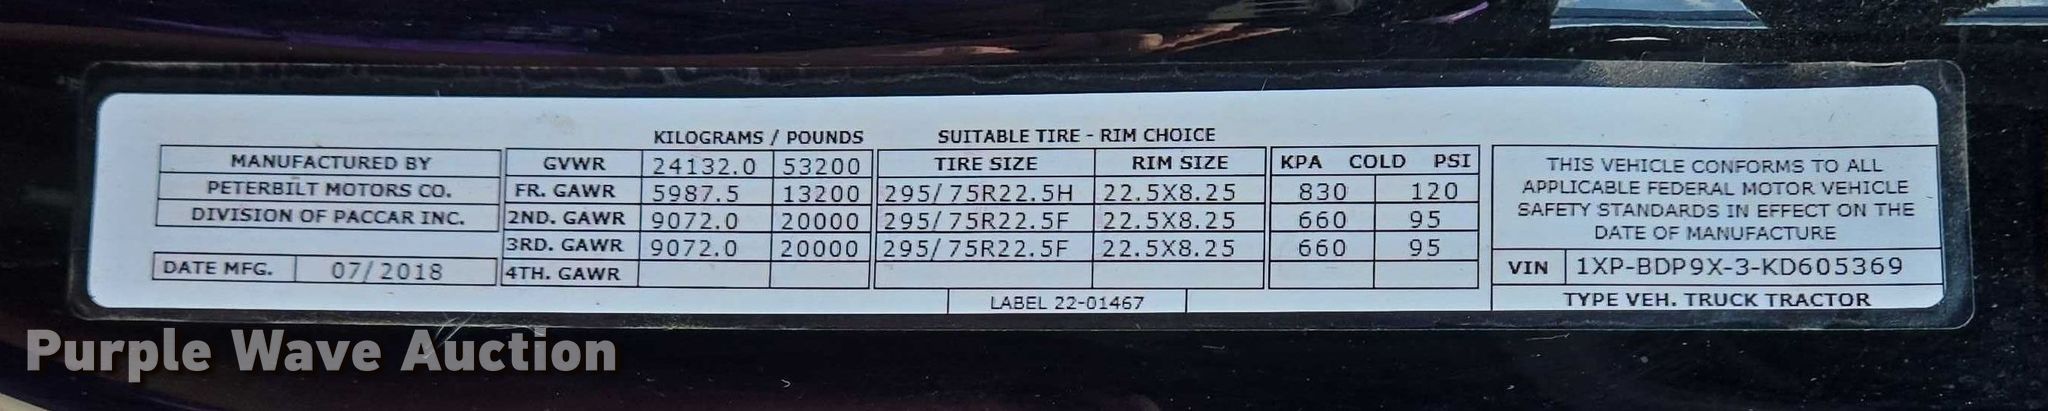 KILOGRAMS / POUNDS SUITABLE TIRE - RIM CHOICE
MANUFACTURED BY
PETERBILT MOTORS CO.
DIVISION OF PACCAR INC.
DATE MFG. 07/2018
GVWR 24132.0 53200 TIRE SIZE RIM SIZE KPA COLD PSI
FR. GAWR 5987.5 13200 295/75R22.5H 22.5X8.25 830 120
2ND. GAWR 9072.0 20000 295/75R22.5F 22.5X8.25 660 95
3RD. GAWR 9072.0 20000 295/75R22.5F 22.5X8.25 660 95
4TH. GAWR
LABEL 22-01467
THIS VEHICLE CONFORMS TO ALL
APPLICABLE FEDERAL MOTOR VEHICLE
SAFETY STANDARDS IN EFFECT ON THE
DATE OF MANUFACTURE
VIN 1XP-BDP9X-3-KD605369
TYPE VEH. TRUCK TRACTOR
Purple Wave Auction